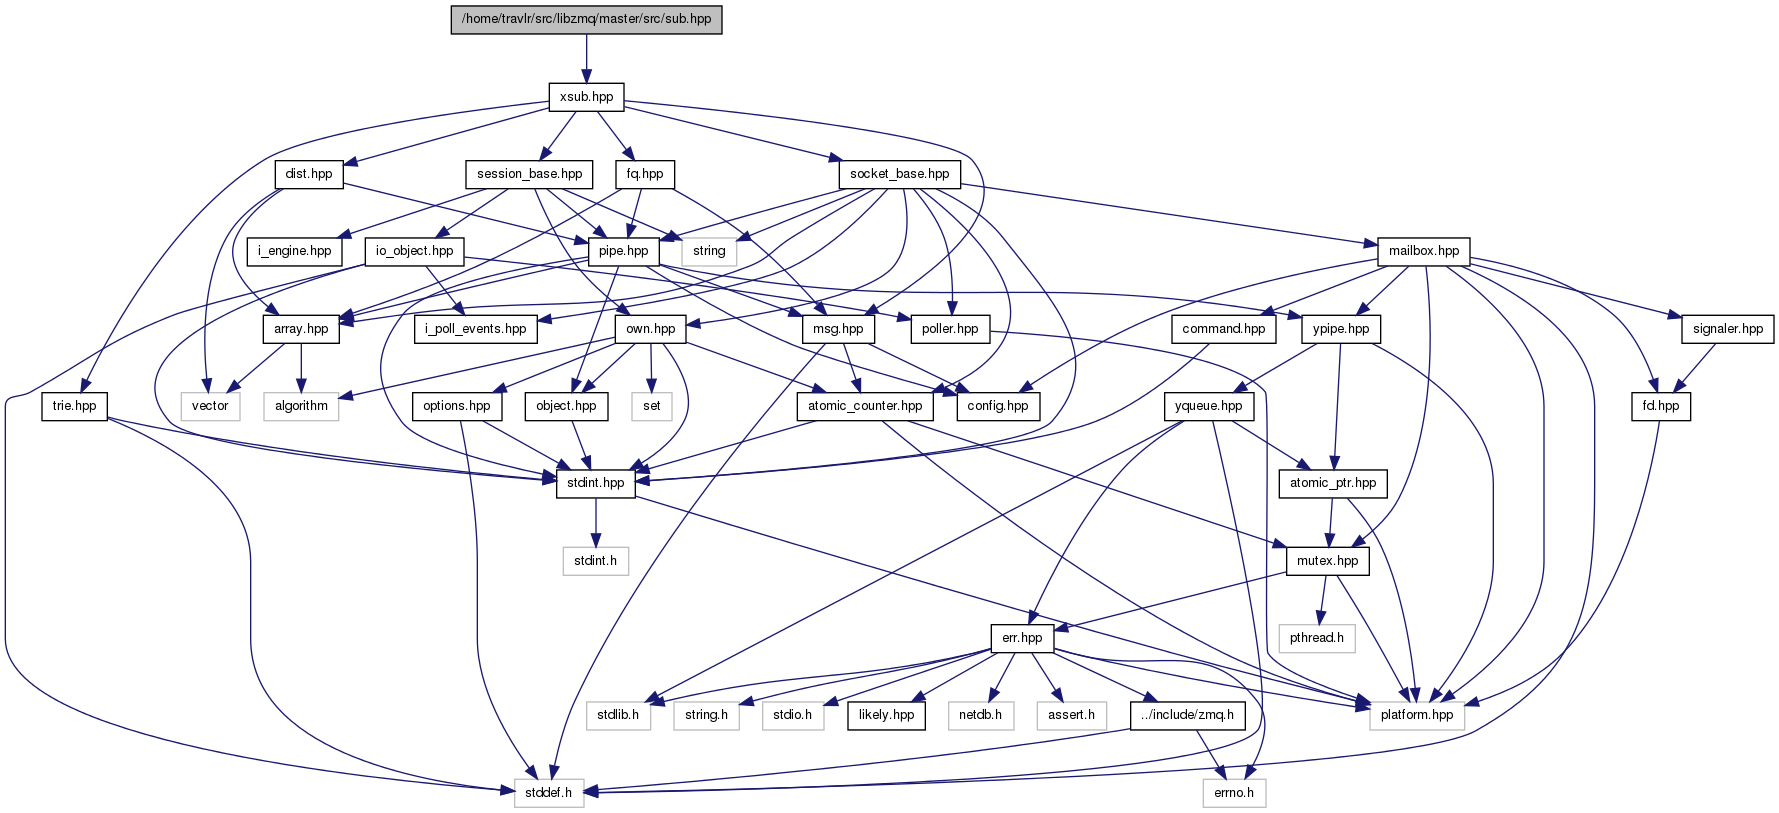 /home/travlr/src/libzmq/master/src/sub.hpp
xsub.hpp
dist.hpp
session_base.hpp
fq.hpp
socket_base.hpp
i_engine.hpp
io_object.hpp
pipe.hpp
string
mailbox.hpp
array.hpp
i_poll_events.hpp
own.hpp
msg.hpp
poller.hpp
command.hpp
ypipe.hpp
signaler.hpp
trie.hpp
vector
algorithm
options.hpp
object.hpp
set
atomic_counter.hpp
config.hpp
yqueue.hpp
fd.hpp
stdint.hpp
atomic_ptr.hpp
stdint.h
mutex.hpp
err.hpp
pthread.h
stdlib.h
string.h
stdio.h
likely.hpp
netdb.h
assert.h
../include/zmq.h
platform.hpp
stddef.h
errno.h